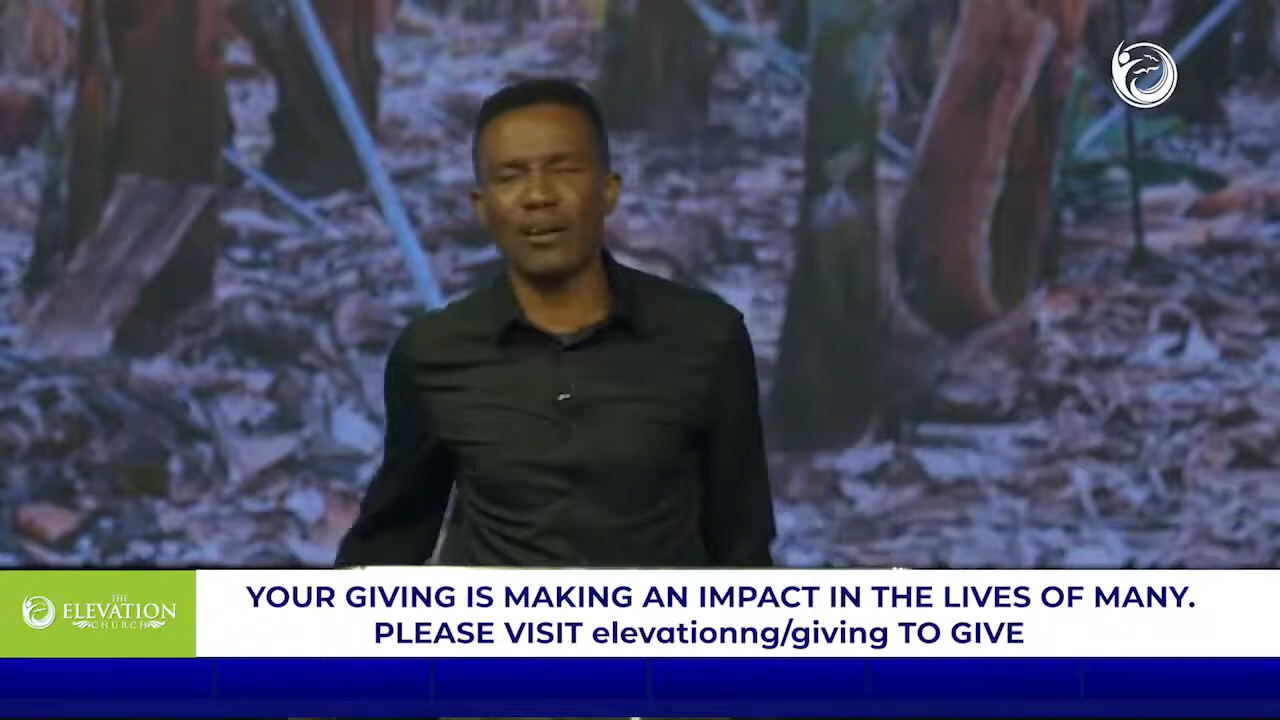 THE
ELEVATION
CHURCH
YOUR GIVING IS MAKING AN IMPACT IN THE LIVES OF MANY.
PLEASE VISIT elevationng/giving TO GIVE